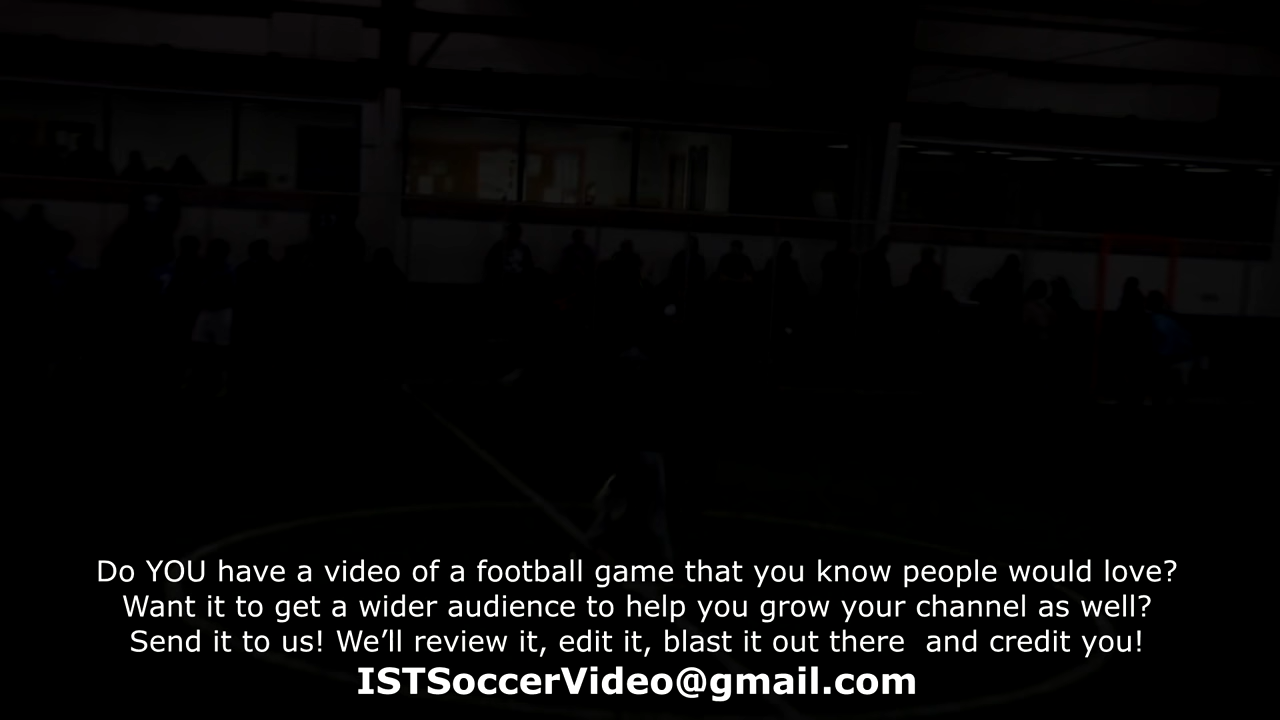 Do YOU have a video of a football game that you know people would love?
Want it to get a wider audience to help you grow your channel as well?
Send it to us! We’ll review it, edit it, blast it out there  and credit you!
ISTSoccerVideo@gmail.com